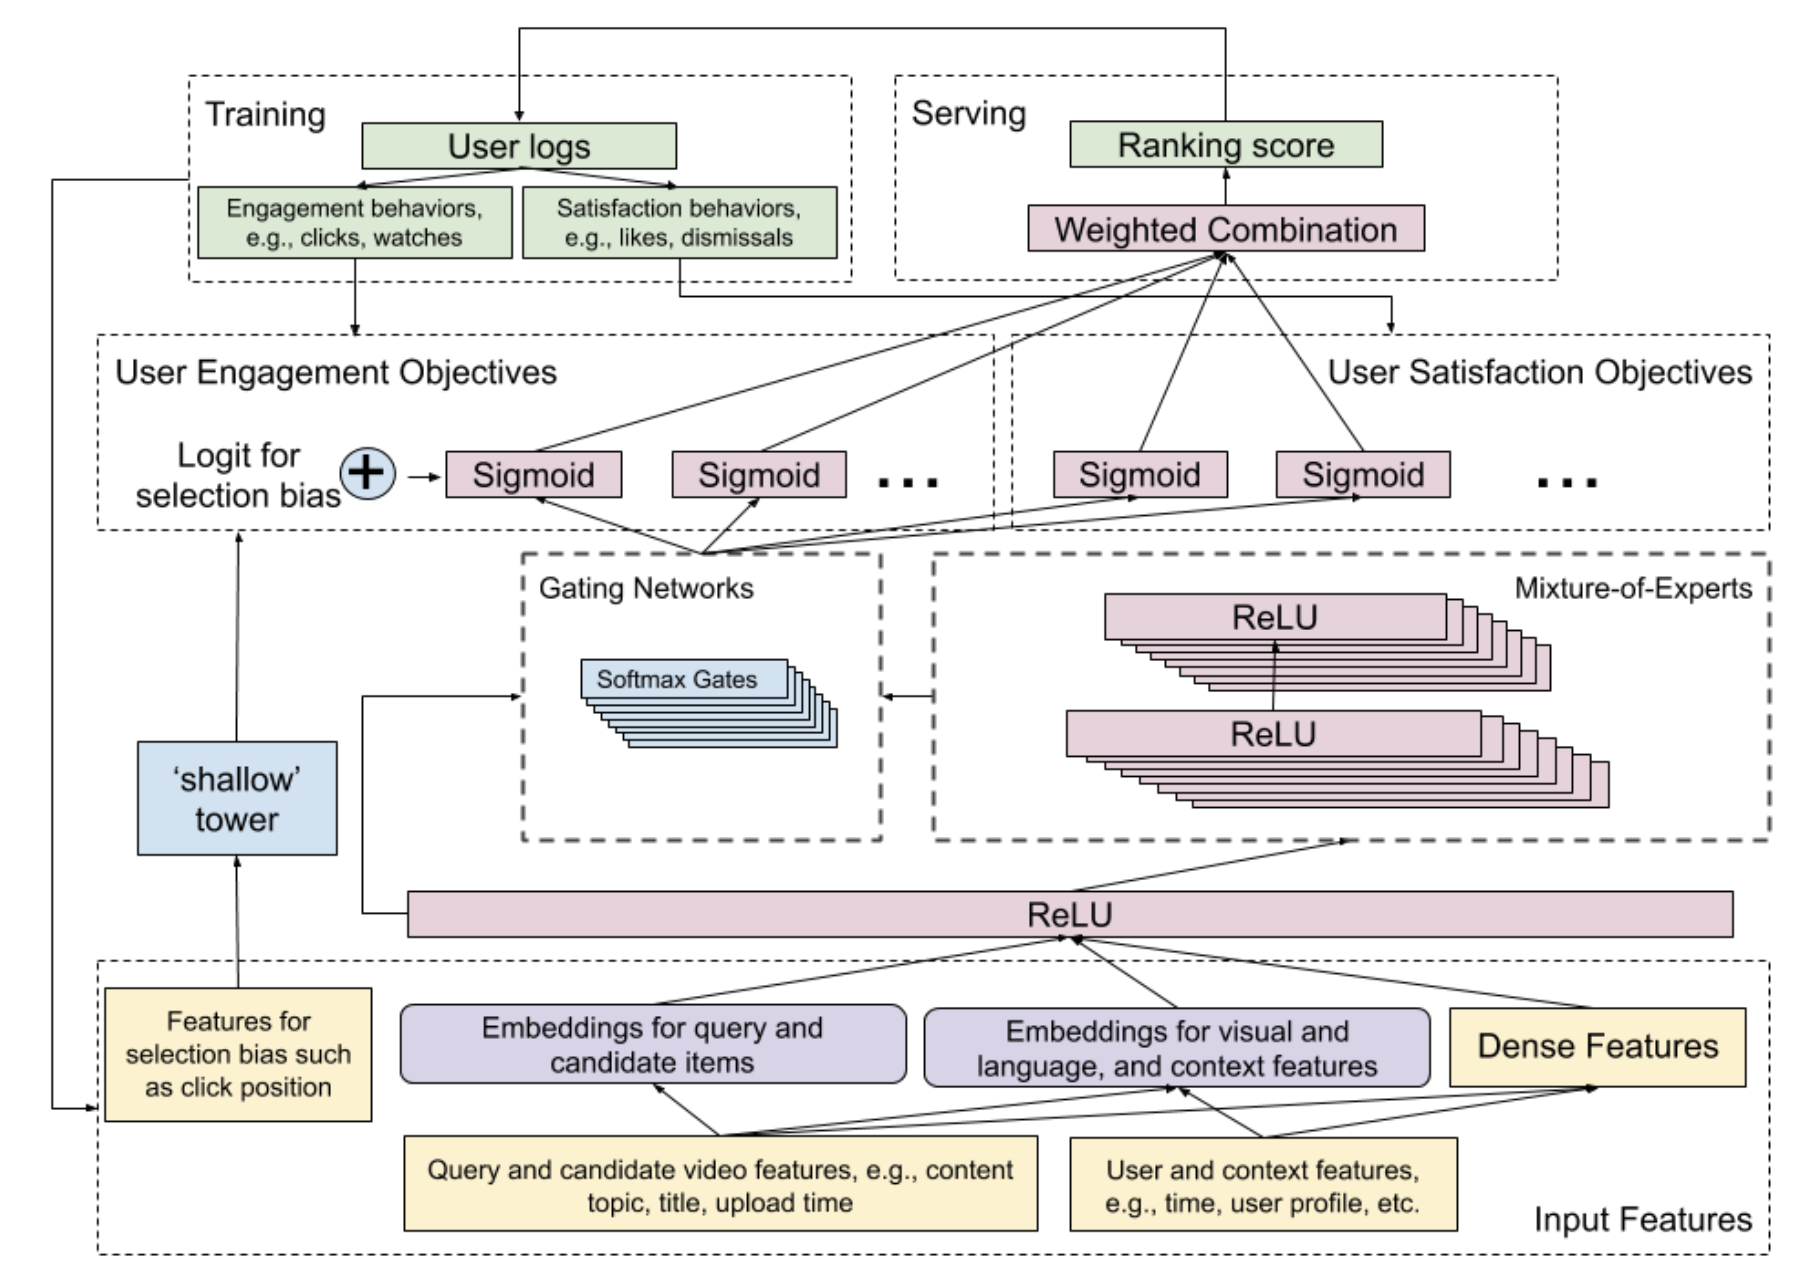 Training
User logs
Engagement behaviors,
e.g., clicks, watches
Satisfaction behaviors,
e.g., likes, dismissals
Serving
Ranking score
Weighted Combination
User Engagement Objectives
Logit for
selection bias
+
Sigmoid
Sigmoid
...
User Satisfaction Objectives
Sigmoid
Sigmoid
...
Gating Networks
Softmax Gates
Mixture-of-Experts
ReLU
ReLU
‘shallow’
tower
ReLU
Features for
selection bias such
as click position
Embeddings for query and
candidate items
Embeddings for visual and
language, and context features
Dense Features
Query and candidate video features, e.g., content
topic, title, upload time
User and context features,
e.g., time, user profile, etc.
Input Features